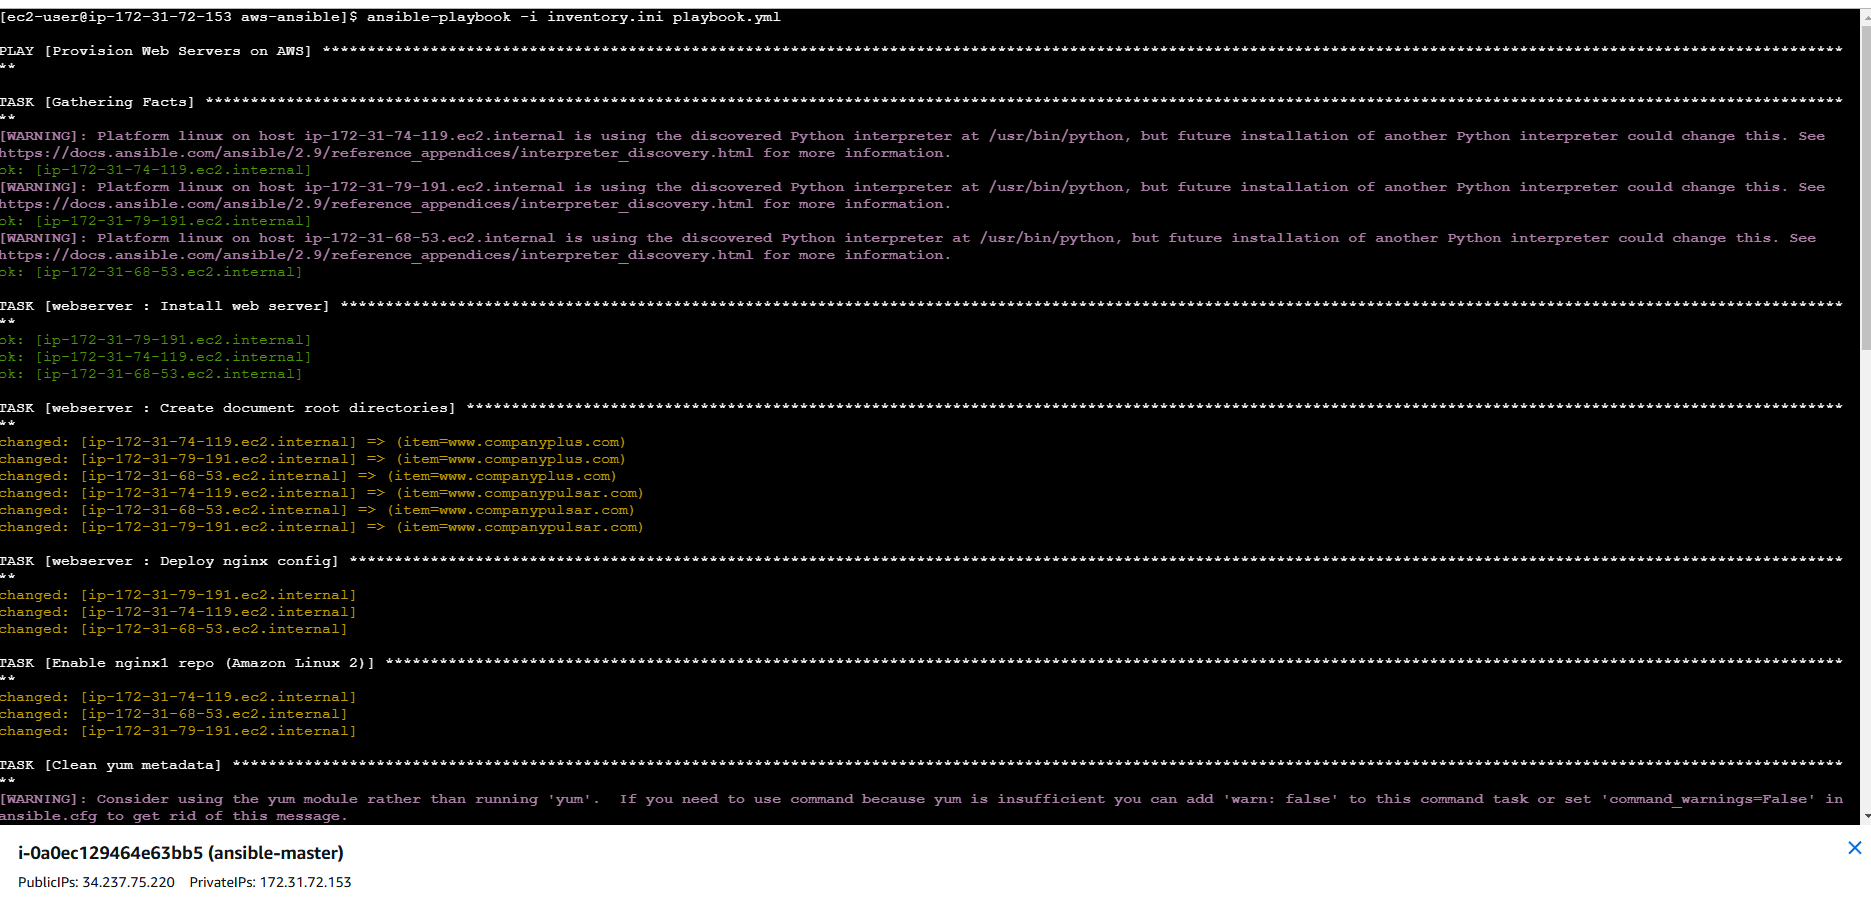 [ec2-user@ip-172-31-72-153 aws-ansible]$ ansible-playbook -i inventory.ini playbook.yml
PLAY [Provision Web Servers on AWS] *************************************************************************************************************************************************************************
**
TASK [Gathering Facts] **************************************************************************************************************************************************************************************
**
[WARNING]: Platform linux on host ip-172-31-74-119.ec2.internal is using the discovered Python interpreter at /usr/bin/python, but future installation of another Python interpreter could change this. See
https://docs.ansible.com/ansible/2.9/reference_appendices/interpreter_discovery.html for more information.
ok: [ip-172-31-74-119.ec2.internal]
[WARNING]: Platform linux on host ip-172-31-79-191.ec2.internal is using the discovered Python interpreter at /usr/bin/python, but future installation of another Python interpreter could change this. See
https://docs.ansible.com/ansible/2.9/reference_appendices/interpreter_discovery.html for more information.
ok: [ip-172-31-79-191.ec2.internal]
[WARNING]: Platform linux on host ip-172-31-68-53.ec2.internal is using the discovered Python interpreter at /usr/bin/python, but future installation of another Python interpreter could change this. See
https://docs.ansible.com/ansible/2.9/reference_appendices/interpreter_discovery.html for more information.
ok: [ip-172-31-68-53.ec2.internal]
TASK [webserver : Install web server] ***********************************************************************************************************************************************************************
**
ok: [ip-172-31-79-191.ec2.internal]
ok: [ip-172-31-74-119.ec2.internal]
ok: [ip-172-31-68-53.ec2.internal]
TASK [webserver : Create document root directories] *********************************************************************************************************************************************************
**
changed: [ip-172-31-74-119.ec2.internal] => (item=www.companyplus.com)
changed: [ip-172-31-79-191.ec2.internal] => (item=www.companyplus.com)
changed: [ip-172-31-68-53.ec2.internal] => (item=www.companyplus.com)
changed: [ip-172-31-74-119.ec2.internal] => (item=www.companypulsar.com)
changed: [ip-172-31-68-53.ec2.internal] => (item=www.companypulsar.com)
changed: [ip-172-31-79-191.ec2.internal] => (item=www.companypulsar.com)
TASK [webserver : Deploy nginx config] **********************************************************************************************************************************************************************
**
changed: [ip-172-31-79-191.ec2.internal]
changed: [ip-172-31-74-119.ec2.internal]
changed: [ip-172-31-68-53.ec2.internal]
TASK [Enable nginx1 repo (Amazon Linux 2)] ******************************************************************************************************************************************************************
**
changed: [ip-172-31-74-119.ec2.internal]
changed: [ip-172-31-68-53.ec2.internal]
changed: [ip-172-31-79-191.ec2.internal]
TASK [Clean yum metadata] ***********************************************************************************************************************************************************************************
**
[WARNING]: Consider using the yum module rather than running 'yum'.  If you need to use command because yum is insufficient you can add 'warn: false' to this command task or set 'command_warnings=False' in
ansible.cfg to get rid of this message.
i-0a0ec129464e63bb5 (ansible-master)
PublicIPs: 34.237.75.220 PrivateIPs: 172.31.72.153